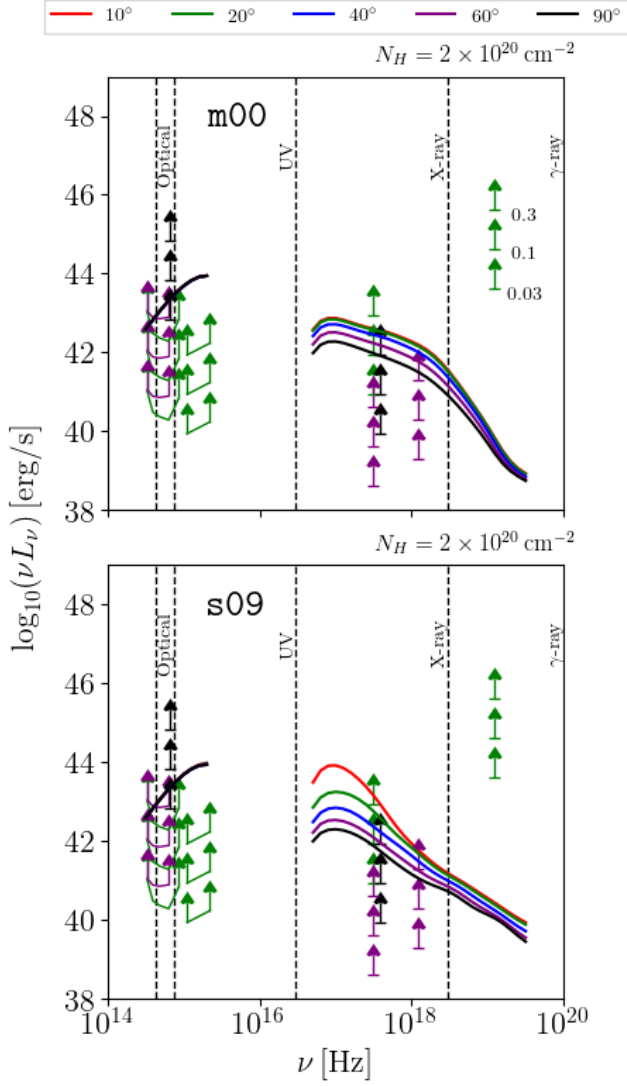 10° 20° 40° 60° 90°
N_H = 2 × 10^20 cm^−2
m00
48
46
44
42
40
38
Optical
UV
X-ray
γ-ray
0.3
0.1
0.03
log_10(νL_ν) [erg/s]
N_H = 2 × 10^20 cm^−2
s09
48
46
44
42
40
38
Optical
UV
X-ray
γ-ray
10^14 10^16 10^18 10^20
ν [Hz]